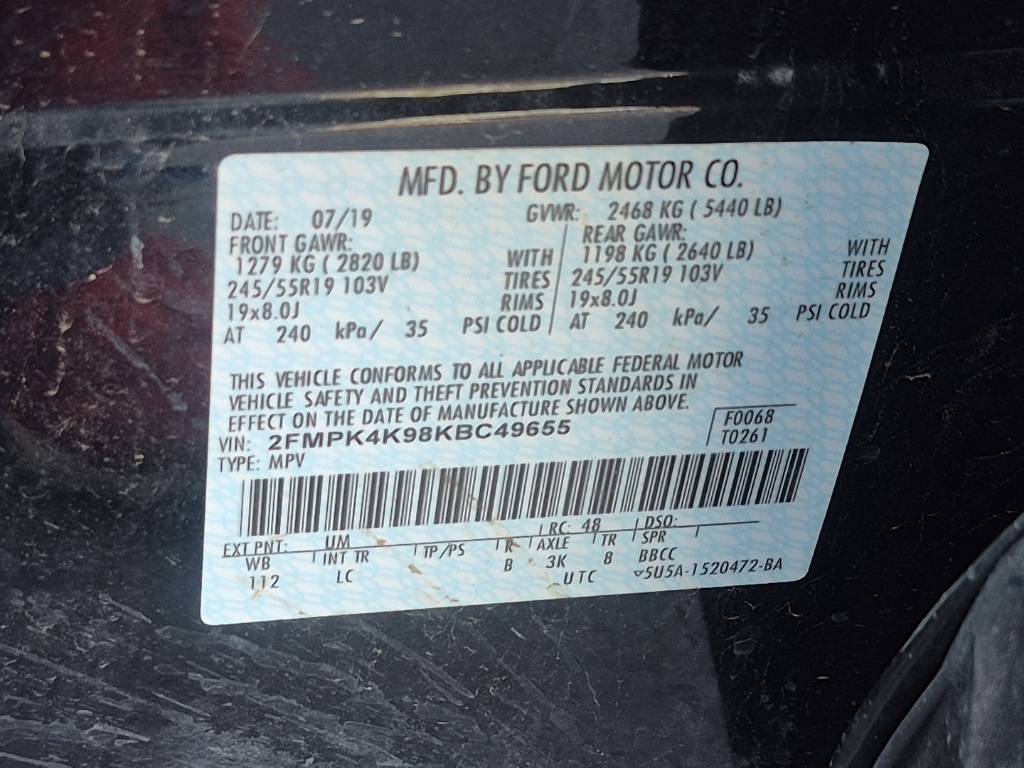 MFD. BY FORD MOTOR CO.
DATE: 07/19 GVWR: 2468 KG ( 5440 LB)
FRONT GAWR: REAR GAWR:
1279 KG ( 2820 LB) WITH 1198 KG ( 2640 LB) WITH
245/55R19 103V TIRES 245/55R19 103V TIRES
19x8.0J RIMS 19x8.0J RIMS
AT 240 kPa/ 35 PSI COLD AT 240 kPa/ 35 PSI COLD
THIS VEHICLE CONFORMS TO ALL APPLICABLE FEDERAL MOTOR
VEHICLE SAFETY AND THEFT PREVENTION STANDARDS IN
EFFECT ON THE DATE OF MANUFACTURE SHOWN ABOVE.
VIN: 2FMPK4K98KBC49655 F0068
TYPE: MPV T0261
EXT PNT: UM RC: 48 DSO:
WB INT TR TP/PS R AXLE TR SPR
112 LC B 3K 8 BBCC
UTC ▽5U5A-1520472-BA